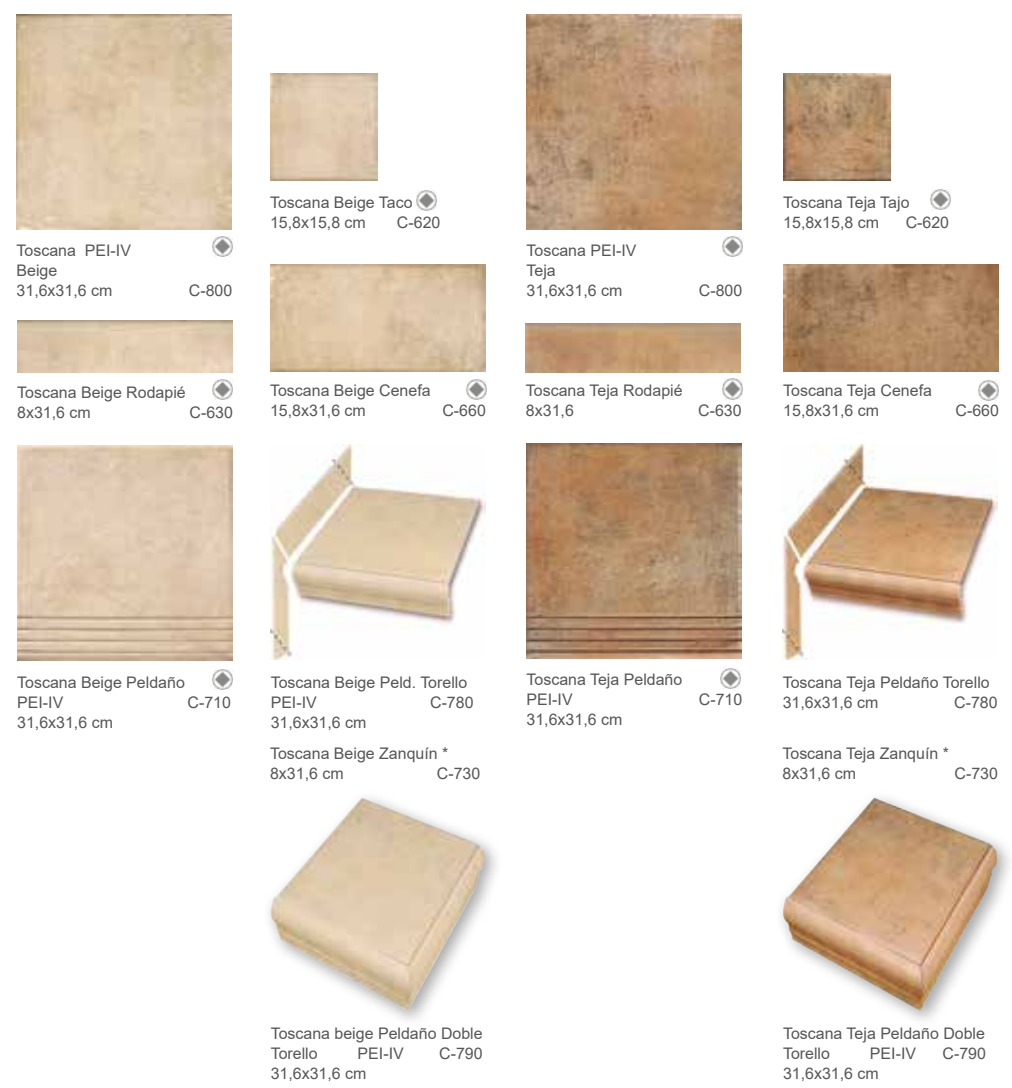 Toscana PEI-IV
Beige
31,6x31,6 cm C-800
Toscana Beige Taco
15,8x15,8 cm C-620
Toscana PEI-IV
Teja
31,6x31,6 cm C-800
Toscana Teja Tajo
15,8x15,8 cm C-620
Toscana Beige Rodapié
8x31,6 cm C-630
Toscana Beige Cenefa
15,8x31,6 cm C-660
Toscana Teja Rodapié
8x31,6 C-630
Toscana Teja Cenefa
15,8x31,6 cm C-660
Toscana Beige Peldaño
PEI-IV C-710
31,6x31,6 cm
Toscana Beige Peld. Torello
PEI-IV C-780
31,6x31,6 cm
Toscana Beige Zanquín *
8x31,6 cm C-730
Toscana Teja Peldaño
PEI-IV C-710
31,6x31,6 cm
Toscana Teja Peldaño Torello
31,6x31,6 cm C-780
Toscana Teja Zanquín *
8x31,6 cm C-730
Toscana beige Peldaño Doble
Torello PEI-IV C-790
31,6x31,6 cm
Toscana Teja Peldaño Doble
Torello PEI-IV C-790
31,6x31,6 cm